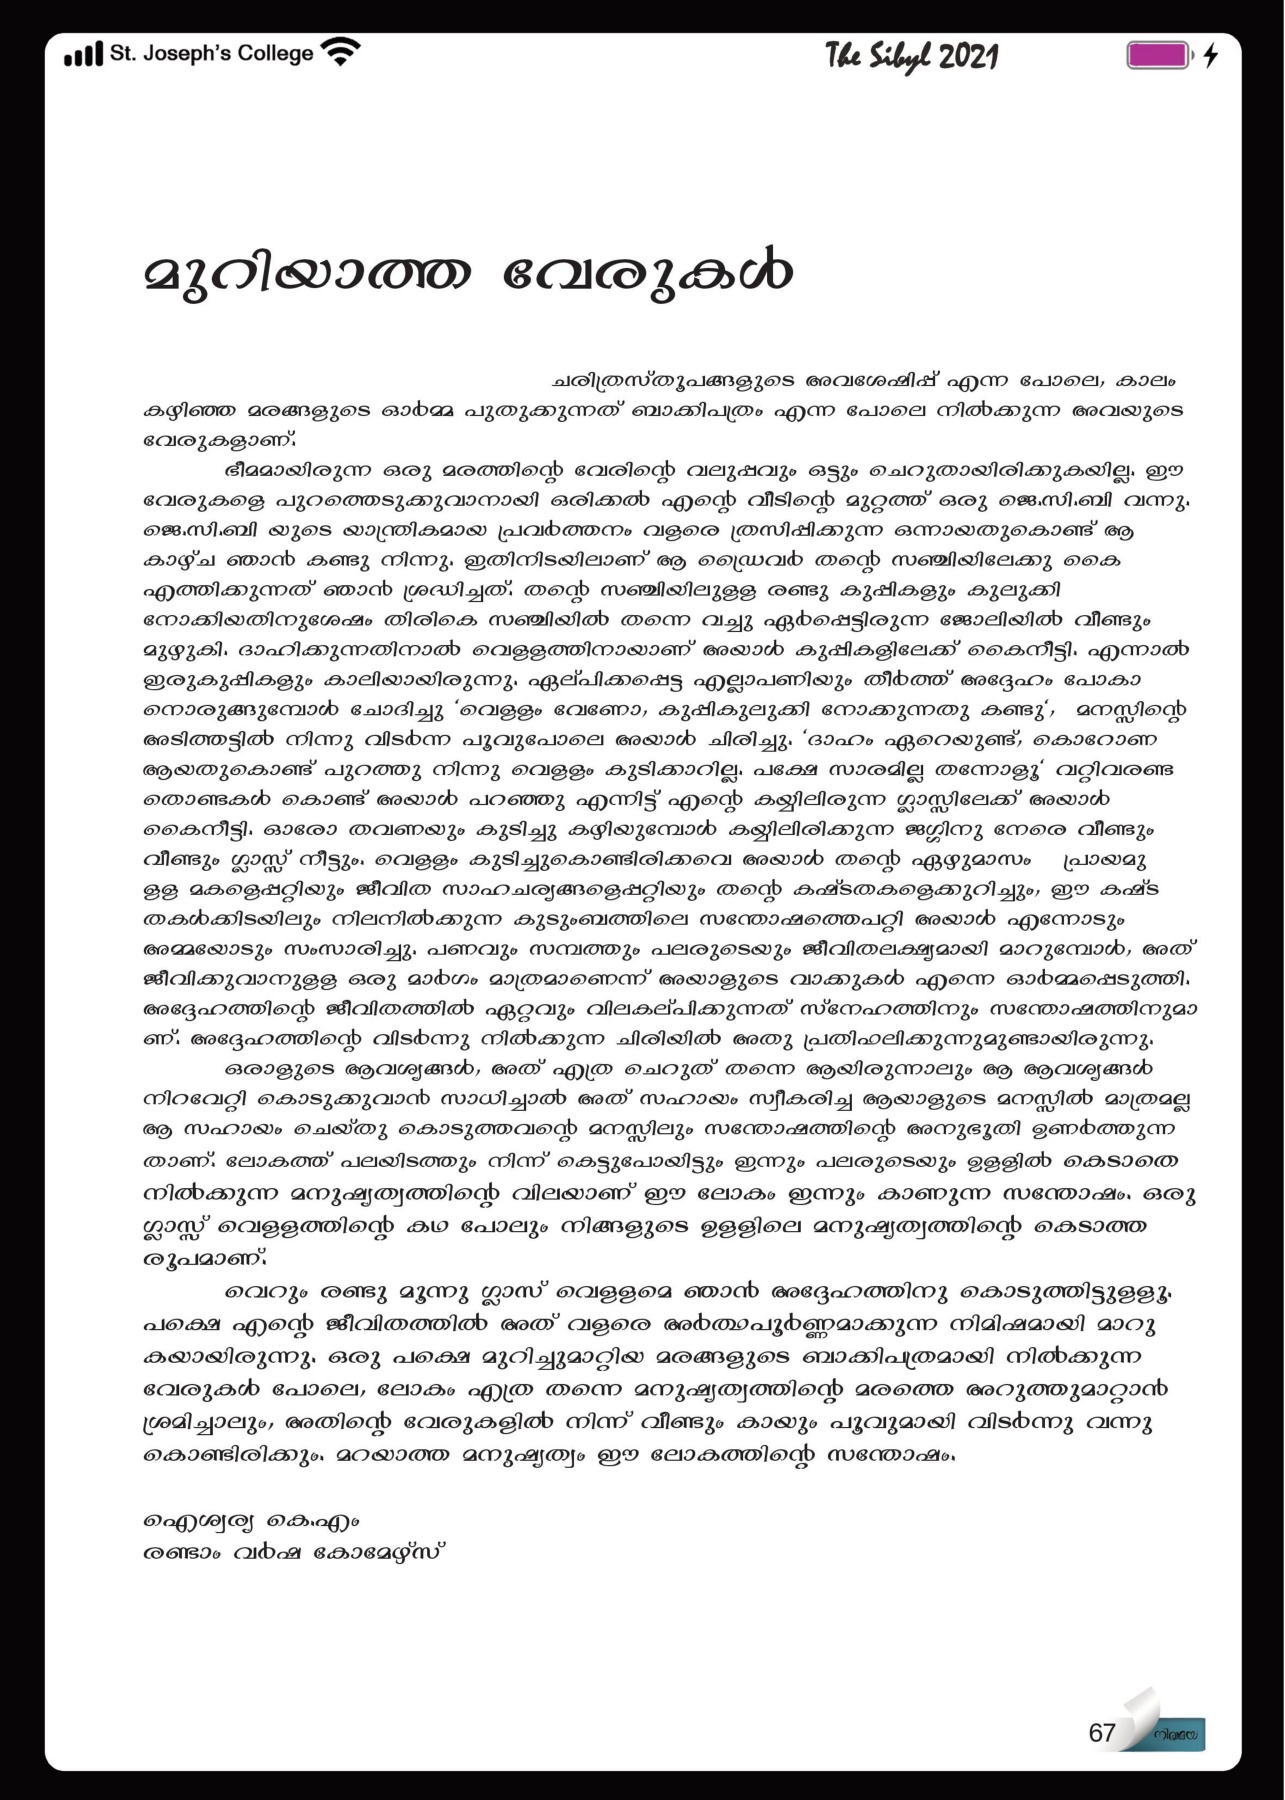 St. Joseph's College
The Sibyl 2021
മുറിയാത്ത വേരുകൾ
ചരിത്രസ്തൂപങ്ങളുടെ അവശേഷിപ്പ് എന്ന പോലെ, കാലം
കഴിഞ്ഞ മരങ്ങളുടെ ഓർമ്മ പുതുക്കുന്നത് ബാക്കിപത്രം എന്ന പോലെ നിൽക്കുന്ന അവയുടെ
വേരുകളാണ്.
ഭീമമായിരുന്ന ഒരു മരത്തിന്റെ വേരിന്റെ വലുപ്പവും ഒട്ടും ചെറുതായിരിക്കുകയില്ല. ഈ
വേരുകളെ പുറത്തെടുക്കുവാനായി ഒരിക്കൽ എന്റെ വീടിന്റെ മുറ്റത്ത് ഒരു ജെ.സി.ബി വന്നു.
ജെ.സി.ബി യുടെ യാന്ത്രികമായ പ്രവർത്തനം വളരെ ത്രസിപ്പിക്കുന്ന ഒന്നായതുകൊണ്ട് ആ
കാഴ്ച ഞാൻ കണ്ടു നിന്നു. ഇതിനിടയിലാണ് ആ ഡ്രൈവർ തന്റെ സഞ്ചിയിലേക്കു കൈ
എത്തിക്കുന്നത് ഞാൻ ശ്രദ്ധിച്ചത്. തന്റെ സഞ്ചിയിലുളള രണ്ടു കുപ്പികളും കുലുക്കി
നോക്കിയതിനുശേഷം തിരികെ സഞ്ചിയിൽ തന്നെ വച്ചു ഏർപ്പെട്ടിരുന്ന ജോലിയിൽ വീണ്ടും
മുഴുകി. ദാഹിക്കുന്നതിനാൽ വെളളത്തിനായാണ് അയാൾ കുപ്പികളിലേക്ക് കൈനീട്ടി. എന്നാൽ
ഇരുകുപ്പികളും കാലിയായിരുന്നു. ഏല്പിക്കപ്പെട്ട എല്ലാപണിയും തീർത്ത് അദ്ദേഹം പോകാ
നൊരുങ്ങുമ്പോൾ ചോദിച്ചു 'വെളളം വേണോ, കുപ്പികുലുക്കി നോക്കുന്നതു കണ്ടു', മനസ്സിന്റെ
അടിത്തട്ടിൽ നിന്നു വിടർന്ന പൂവുപോലെ അയാൾ ചിരിച്ചു. 'ദാഹം ഏറെയുണ്ട്, കൊറോണ
ആയതുകൊണ്ട് പുറത്തു നിന്നു വെളളം കുടിക്കാറില്ല. പക്ഷേ സാരമില്ല തന്നോളൂ' വറ്റിവരണ്ട
തൊണ്ടകൾ കൊണ്ട് അയാൾ പറഞ്ഞു എന്നിട്ട് എന്റെ കയ്യിലിരുന്ന ഗ്ലാസ്സിലേക്ക് അയാൾ
കൈനീട്ടി. ഓരോ തവണയും കുടിച്ചു കഴിയുമ്പോൾ കയ്യിലിരിക്കുന്ന ജഗ്ഗിനു നേരെ വീണ്ടും
വീണ്ടും ഗ്ലാസ്സ് നീട്ടും. വെളളം കുടിച്ചുകൊണ്ടിരിക്കവെ അയാൾ തന്റെ ഏഴുമാസം പ്രായമു
ളള മകളെപ്പറ്റിയും ജീവിത സാഹചര്യങ്ങളെപ്പറ്റിയും തന്റെ കഷ്ടതകളെക്കുറിച്ചും, ഈ കഷ്ട
തകൾക്കിടയിലും നിലനിൽക്കുന്ന കുടുംബത്തിലെ സന്തോഷത്തെപറ്റി അയാൾ എന്നോടും
അമ്മയോടും സംസാരിച്ചു. പണവും സമ്പത്തും പലരുടെയും ജീവിതലക്ഷ്യമായി മാറുമ്പോൾ, അത്
ജീവിക്കുവാനുളള ഒരു മാർഗം മാത്രമാണെന്ന് അയാളുടെ വാക്കുകൾ എന്നെ ഓർമ്മപ്പെടുത്തി.
അദ്ദേഹത്തിന്റെ ജീവിതത്തിൽ ഏറ്റവും വിലകല്പിക്കുന്നത് സ്നേഹത്തിനും സന്തോഷത്തിനുമാ
ണ്. അദ്ദേഹത്തിന്റെ വിടർന്നു നിൽക്കുന്ന ചിരിയിൽ അതു പ്രതിഫലിക്കുന്നുമുണ്ടായിരുന്നു.
ഒരാളുടെ ആവശ്യങ്ങൾ, അത് എത്ര ചെറുത് തന്നെ ആയിരുന്നാലും ആ ആവശ്യങ്ങൾ
നിറവേറ്റി കൊടുക്കുവാൻ സാധിച്ചാൽ അത് സഹായം സ്വീകരിച്ച ആയാളുടെ മനസ്സിൽ മാത്രമല്ല
ആ സഹായം ചെയ്തു കൊടുത്തവന്റെ മനസ്സിലും സന്തോഷത്തിന്റെ അനുഭൂതി ഉണർത്തുന്ന
താണ്. ലോകത്ത് പലയിടത്തും നിന്ന് കെട്ടുപോയിട്ടും ഇന്നും പലരുടെയും ഉളളിൽ കെടാതെ
നിൽക്കുന്ന മനുഷ്യത്വത്തിന്റെ വിലയാണ് ഈ ലോകം ഇന്നും കാണുന്ന സന്തോഷം. ഒരു
ഗ്ലാസ്സ് വെളളത്തിന്റെ കഥ പോലും നിങ്ങളുടെ ഉളളിലെ മനുഷ്യത്വത്തിന്റെ കെടാത്ത
രൂപമാണ്.
വെറും രണ്ടു മൂന്നു ഗ്ലാസ് വെളളമെ ഞാൻ അദ്ദേഹത്തിനു കൊടുത്തിട്ടുളളൂ.
പക്ഷെ എന്റെ ജീവിതത്തിൽ അത് വളരെ അർത്ഥപൂർണ്ണമാക്കുന്ന നിമിഷമായി മാറു
കയായിരുന്നു. ഒരു പക്ഷെ മുറിച്ചുമാറ്റിയ മരങ്ങളുടെ ബാക്കിപത്രമായി നിൽക്കുന്ന
വേരുകൾ പോലെ, ലോകം എത്ര തന്നെ മനുഷ്യത്വത്തിന്റെ മരത്തെ അറുത്തുമാറ്റാൻ
ശ്രമിച്ചാലും, അതിന്റെ വേരുകളിൽ നിന്ന് വീണ്ടും കായും പൂവുമായി വിടർന്നു വന്നു
കൊണ്ടിരിക്കും. മറയാത്ത മനുഷ്യത്വം ഈ ലോകത്തിന്റെ സന്തോഷം.
ഐശ്വര്യ കെ.എം
രണ്ടാം വർഷ കോമേഴ്സ്
67